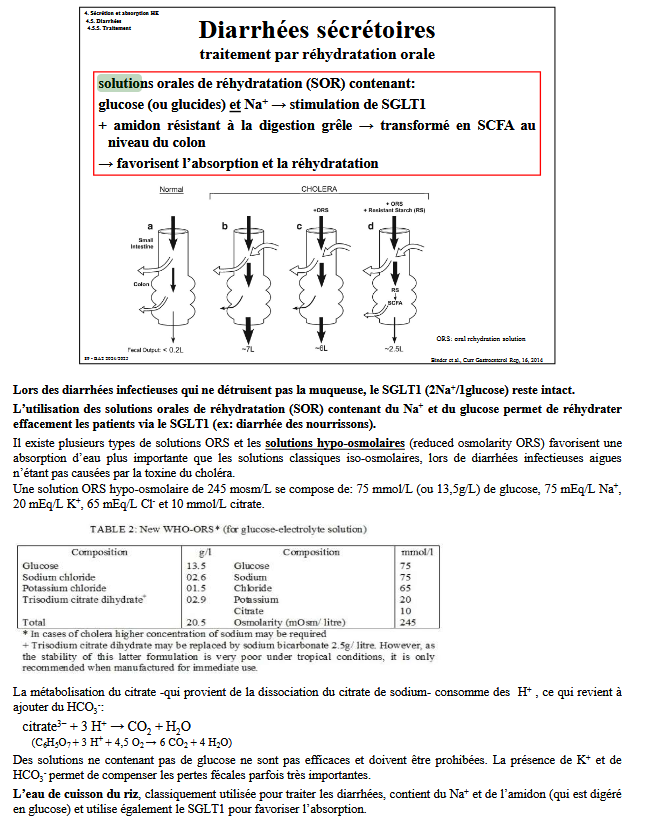 4. Sécrétion et absorption HE
4.5. Diarrhées
4.5.5. Traitement
Diarrhées sécrétoires
traitement par réhydratation orale
solutions orales de réhydratation (SOR) contenant:
glucose (ou glucides) et Na⁺ → stimulation de SGLT1
+ amidon résistant à la digestion grêle → transformé en SCFA au
niveau du colon
→ favorisent l'absorption et la réhydratation
Normal
CHOLERA
+ORS
+ ORS
+ Resistant Starch (RS)
a
b
c
d
Small
Intestine
Colon
RS
SCFA
ORS: oral rehydration solution
Fecal Output: < 0.2L
~7L
~6L
~2.5L
Binder et al., Curr Gastroenterol Rep, 16, 2014
Lors des diarrhées infectieuses qui ne détruisent pas la muqueuse, le SGLT1 (2Na⁺/1glucose) reste intact.
L'utilisation des solutions orales de réhydratation (SOR) contenant du Na⁺ et du glucose permet de réhydrater
effacement les patients via le SGLT1 (ex: diarrhée des nourrissons).
Il existe plusieurs types de solutions ORS et les solutions hypo-osmolaires (reduced osmolarity ORS) favorisent une
absorption d'eau plus importante que les solutions classiques iso-osmolaires, lors de diarrhées infectieuses aigues
n'étant pas causées par la toxine du choléra.
Une solution ORS hypo-osmolaire de 245 mosm/L se compose de: 75 mmol/L (ou 13,5g/L) de glucose, 75 mEq/L Na⁺,
20 mEq/L K⁺, 65 mEq/L Cl⁻ et 10 mmol/L citrate.
TABLE 2: New WHO-ORS* (for glucose-electrolyte solution)
Composition g/l Composition mmol/l
Glucose 13.5 Glucose 75
Sodium chloride 02.6 Sodium 75
Potassium chloride 01.5 Chloride 65
Trisodium citrate dihydrate⁺ 02.9 Potassium 20
Citrate 10
Total 20.5 Osmolarity (mOsm/ litre) 245
* In cases of cholera higher concentration of sodium may be required
+ Trisodium citrate dihydrate may be replaced by sodium bicarbonate 2.5g/ litre. However, as
the stability of this latter formulation is very poor under tropical conditions, it is only
recommended when manufactured for immediate use.
La métabolisation du citrate -qui provient de la dissociation du citrate de sodium- consomme des H⁺ , ce qui revient à
ajouter du HCO₃⁻:
citrate³⁻ + 3 H⁺ → CO₂ + H₂O
(C₆H₅O₇ + 3 H⁺ + 4,5 O₂ → 6 CO₂ + 4 H₂O)
Des solutions ne contenant pas de glucose ne sont pas efficaces et doivent être prohibées. La présence de K⁺ et de
HCO₃⁻ permet de compenser les pertes fécales parfois très importantes.
L'eau de cuisson du riz, classiquement utilisée pour traiter les diarrhées, contient du Na⁺ et de l'amidon (qui est digéré
en glucose) et utilise également le SGLT1 pour favoriser l'absorption.